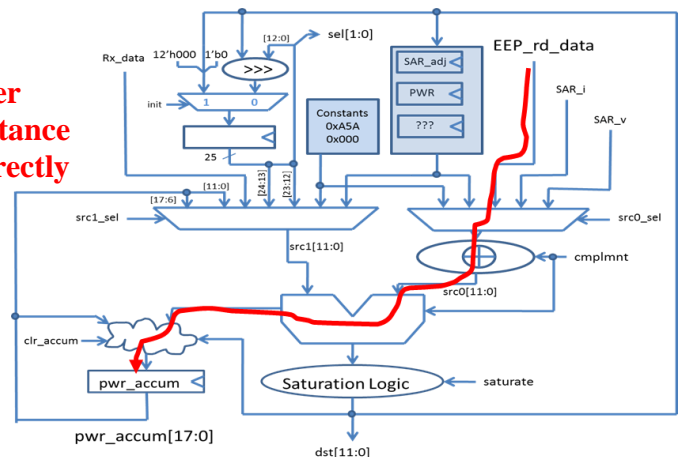 sel[1:0]
EEP_rd_data
[12:0]
Rx_data
12'h000
1'b0
>>>
SAR_adj
PWR
???
SAR_i
SAR_v
er
tance
rectly
init
1 0
Constants
0xA5A
0x000
25
[24:13]
[23:12]
[17:6]
[11:0]
src1_sel
src0_sel
src1[11:0]
cmplmnt
src0[11:0]
clr_accum
pwr_accum
Saturation Logic
saturate
pwr_accum[17:0]
dst[11:0]